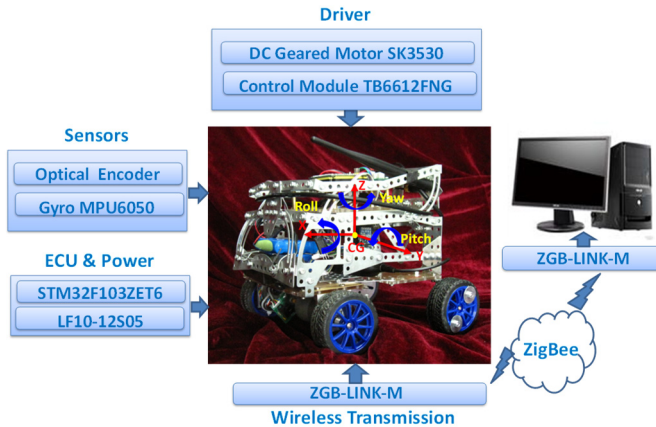 Driver
DC Geared Motor SK3530
Control Module TB6612FNG
Sensors
Optical Encoder
Gyro MPU6050
ECU & Power
STM32F103ZET6
LF10-12S05
Z
Yaw
Roll
X
CG
Pitch
Y
ZGB-LINK-M
ZigBee
ZGB-LINK-M
Wireless Transmission